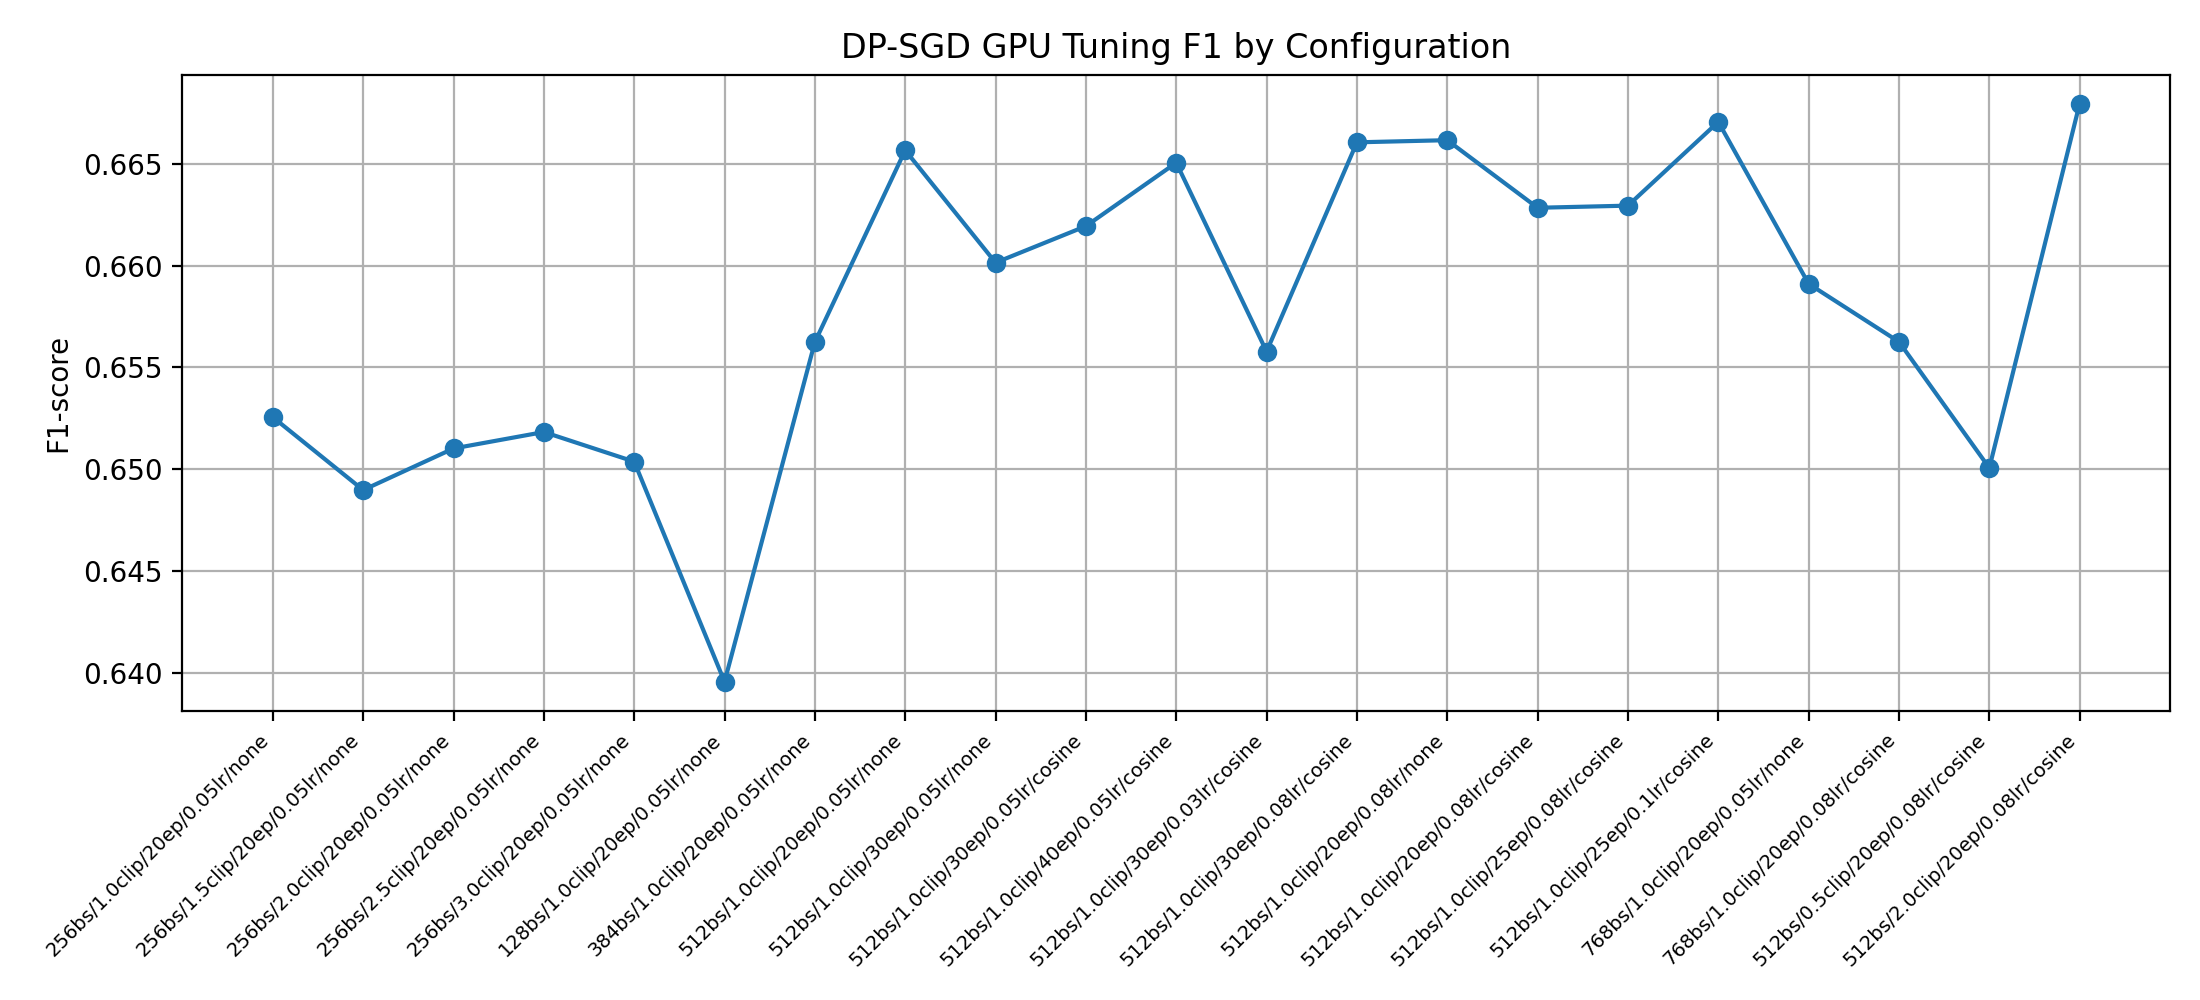 DP-SGD GPU Tuning F1 by Configuration
F1-score
0.665
0.660
0.655
0.650
0.645
0.640
256bs/1.0clip/20ep/0.05lr/none
256bs/1.5clip/20ep/0.05lr/none
256bs/2.0clip/20ep/0.05lr/none
256bs/2.5clip/20ep/0.05lr/none
256bs/3.0clip/20ep/0.05lr/none
128bs/1.0clip/20ep/0.05lr/none
384bs/1.0clip/20ep/0.05lr/none
512bs/1.0clip/20ep/0.05lr/none
512bs/1.0clip/30ep/0.05lr/none
512bs/1.0clip/30ep/0.05lr/cosine
512bs/1.0clip/40ep/0.05lr/cosine
512bs/1.0clip/30ep/0.03lr/cosine
512bs/1.0clip/30ep/0.08lr/cosine
512bs/1.0clip/20ep/0.08lr/none
512bs/1.0clip/20ep/0.08lr/cosine
512bs/1.0clip/25ep/0.08lr/cosine
512bs/1.0clip/25ep/0.1lr/cosine
768bs/1.0clip/20ep/0.05lr/none
768bs/1.0clip/20ep/0.08lr/cosine
512bs/0.5clip/20ep/0.08lr/cosine
512bs/2.0clip/20ep/0.08lr/cosine